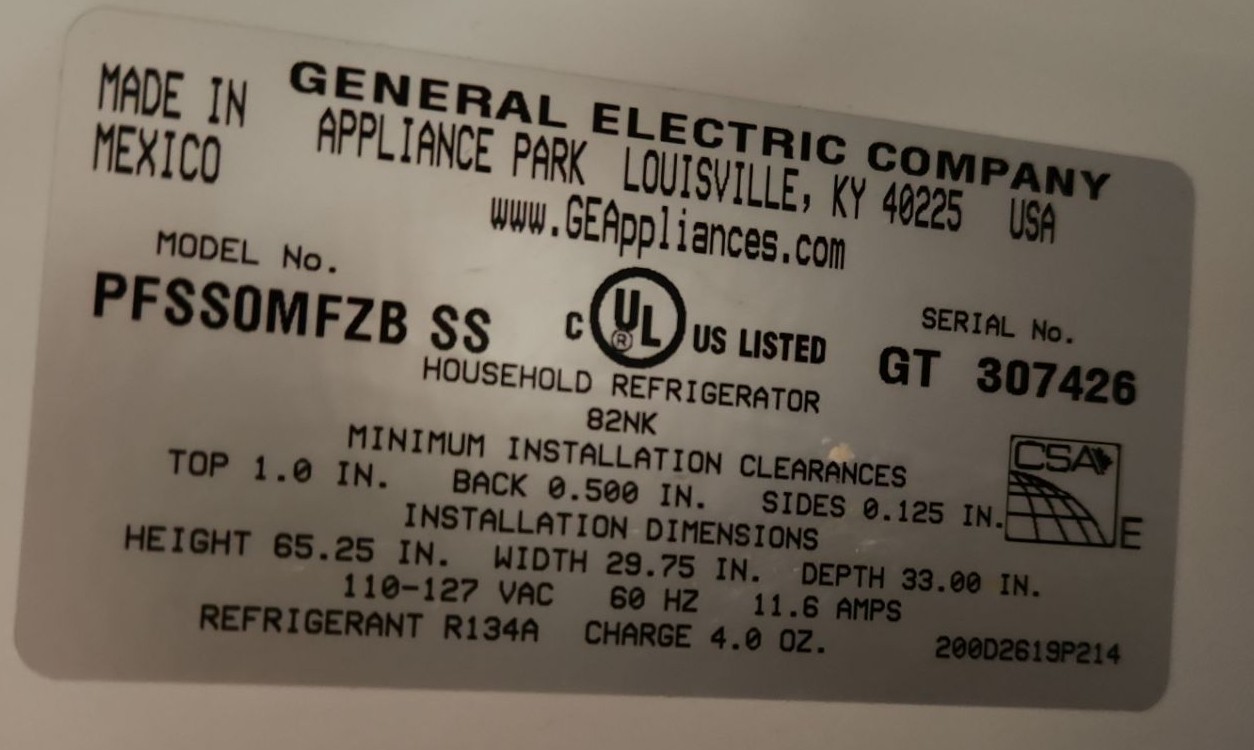 MADE IN
MEXICO
GENERAL ELECTRIC COMPANY
APPLIANCE PARK LOUISVILLE, KY 40225 USA
www.GEAppliances.com
MODEL No.
PFSS0MFZB SS
C UL ® US LISTED
SERIAL No.
GT 307426
HOUSEHOLD REFRIGERATOR
82NK
MINIMUM INSTALLATION CLEARANCES
TOP 1.0 IN. BACK 0.500 IN. SIDES 0.125 IN.
CSA E
INSTALLATION DIMENSIONS
HEIGHT 65.25 IN. WIDTH 29.75 IN. DEPTH 33.00 IN.
110-127 VAC 60 HZ 11.6 AMPS
REFRIGERANT R134A CHARGE 4.0 OZ.
200D2619P214